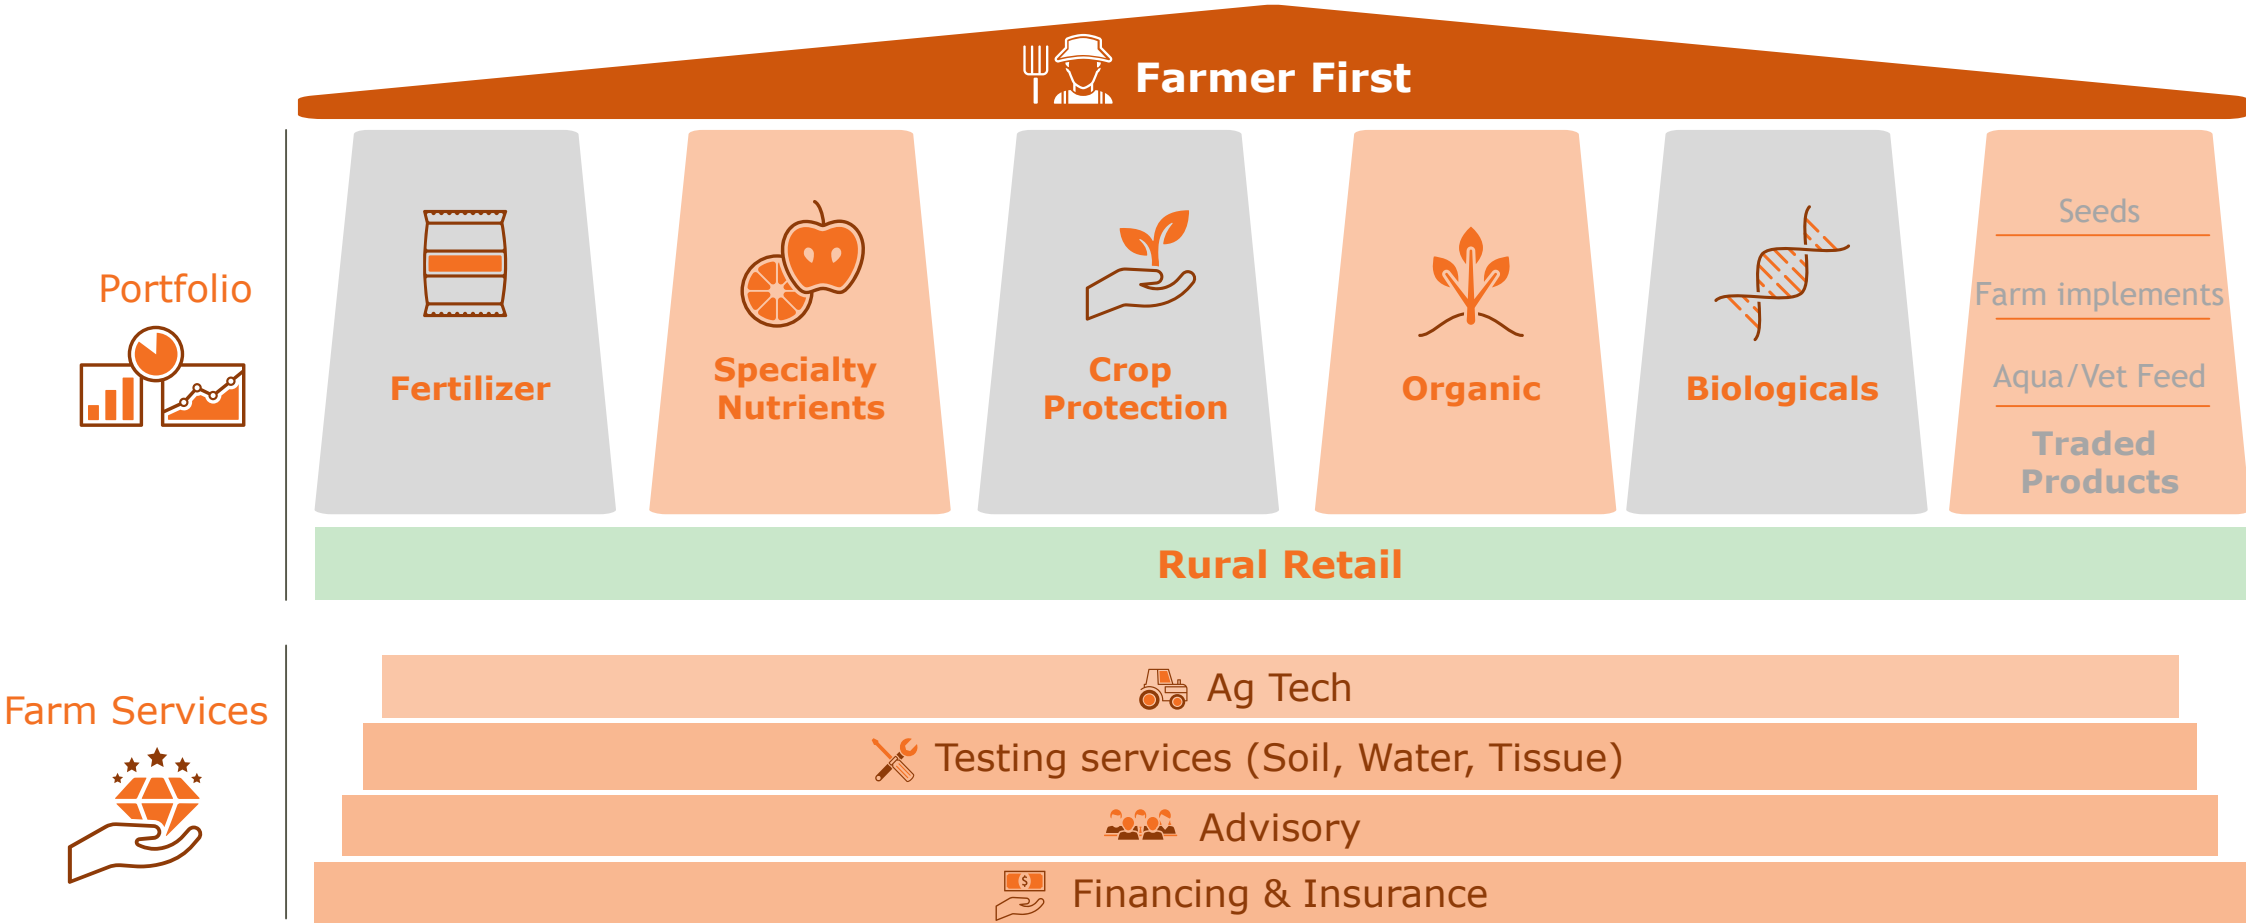 Farmer First
Portfolio
Fertilizer
Specialty
Nutrients
Crop
Protection
Organic
Biologicals
Seeds
Farm implements
Aqua/Vet Feed
Traded
Products
Rural Retail
Farm Services
Ag Tech
Testing services (Soil, Water, Tissue)
Advisory
$
Financing & Insurance